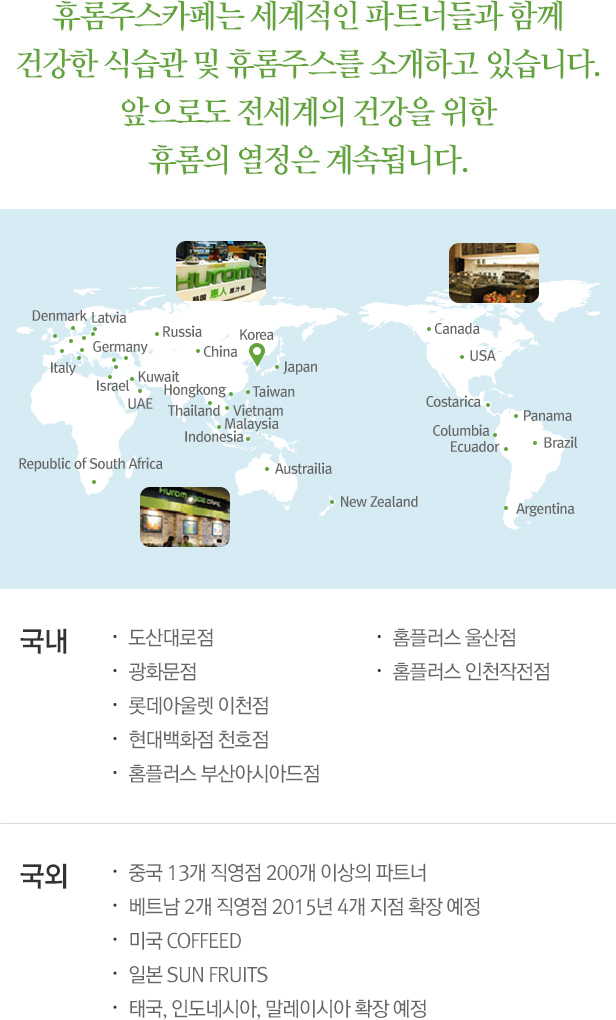 휴롬주스카페는 세계적인 파트너들과 함께
건강한 식습관 및 휴롬주스를 소개하고 있습니다.
앞으로도 전세계의 건강을 위한
휴롬의 열정은 계속됩니다.
Hurom
韩国 惠人 原汁机
Denmark Latvia
Russia
Korea
Canada
Germany
China
USA
Italy
Japan
Israel
Kuwait
Hongkong
Taiwan
UAE
Thailand
Vietnam
Costarica
Panama
Malaysia
Indonesia
Columbia
Ecuador
Brazil
Republic of South Africa
Austrailia
New Zealand
Argentina
Hurom JUICE CAFE
국내
· 도산대로점
· 홈플러스 울산점
· 광화문점
· 홈플러스 인천작전점
· 롯데아울렛 이천점
· 현대백화점 천호점
· 홈플러스 부산아시아드점
국외
· 중국 13개 직영점 200개 이상의 파트너
· 베트남 2개 직영점 2015년 4개 지점 확장 예정
· 미국 COFFEED
· 일본 SUN FRUITS
· 태국, 인도네시아, 말레이시아 확장 예정